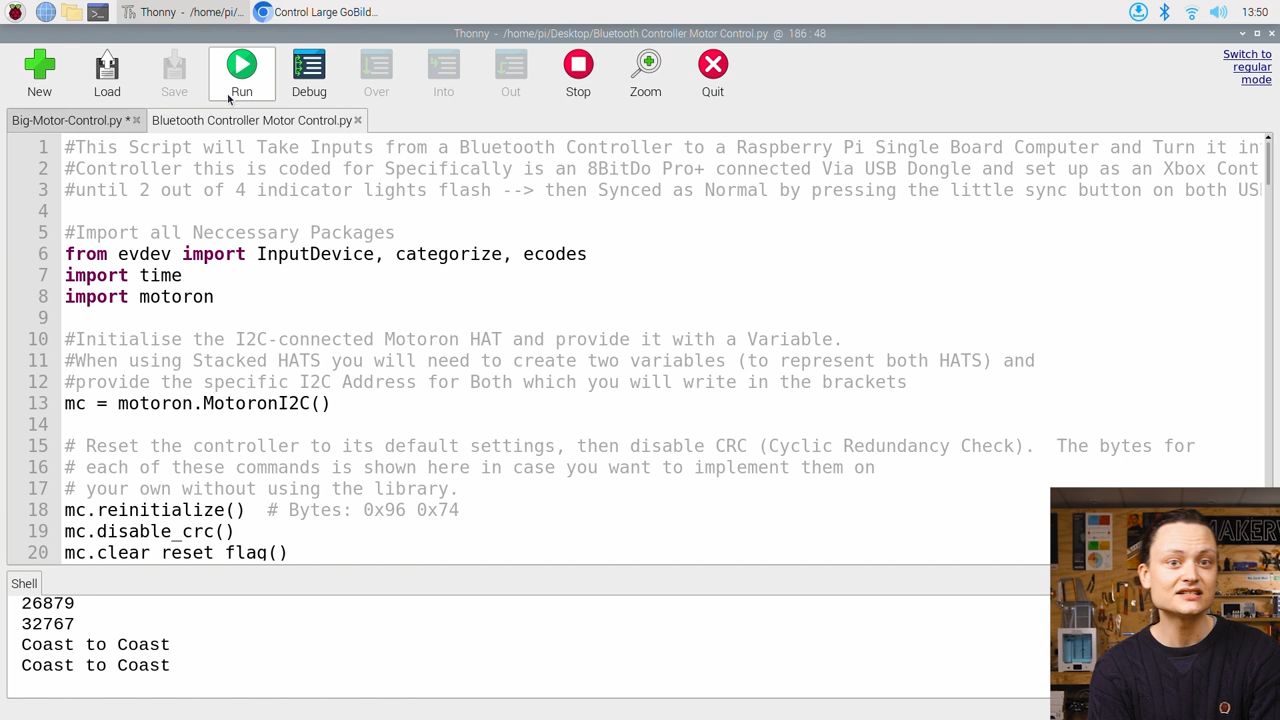 Thonny - /home/pi/...
Control Large GoBild...
13:50
Thonny - /home/pi/Desktop/Bluetooth Controller Motor Control.py @ 186 : 48
New
Load
Save
Run
Debug
Over
Into
Out
Stop
Zoom
Quit
Switch to
regular
mode
Big-Motor-Control.py *
Bluetooth Controller Motor Control.py
1 #This Script will Take Inputs from a Bluetooth Controller to a Raspberry Pi Single Board Computer and Turn it in
2 #Controller this is coded for Specifically is an 8BitDo Pro+ connected Via USB Dongle and set up as an Xbox Cont
3 #until 2 out of 4 indicator lights flash --> then Synced as Normal by pressing the little sync button on both US
4
5 #Import all Neccessary Packages
6 from evdev import InputDevice, categorize, ecodes
7 import time
8 import motoron
9
10 #Initialise the I2C-connected Motoron HAT and provide it with a Variable.
11 #When using Stacked HATS you will need to create two variables (to represent both HATS) and
12 #provide the specific I2C Address for Both which you will write in the brackets
13 mc = motoron.MotoronI2C()
14
15 # Reset the controller to its default settings, then disable CRC (Cyclic Redundancy Check).  The bytes for
16 # each of these commands is shown here in case you want to implement them on
17 # your own without using the library.
18 mc.reinitialize()  # Bytes: 0x96 0x74
19 mc.disable_crc()
20 mc.clear_reset_flag()
Shell
26879
32767
Coast to Coast
Coast to Coast
MAKERV